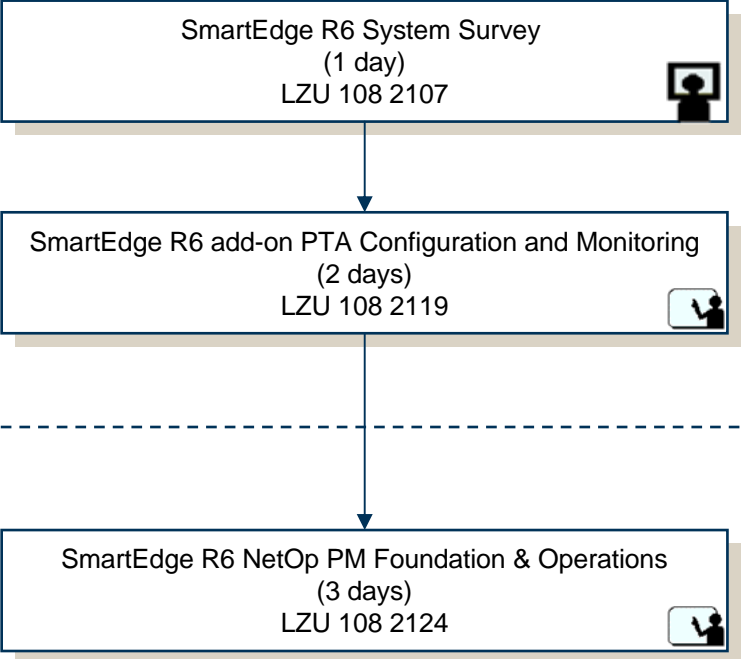 SmartEdge R6 System Survey
(1 day)
LZU 108 2107
SmartEdge R6 add-on PTA Configuration and Monitoring
(2 days)
LZU 108 2119
SmartEdge R6 NetOp PM Foundation & Operations
(3 days)
LZU 108 2124